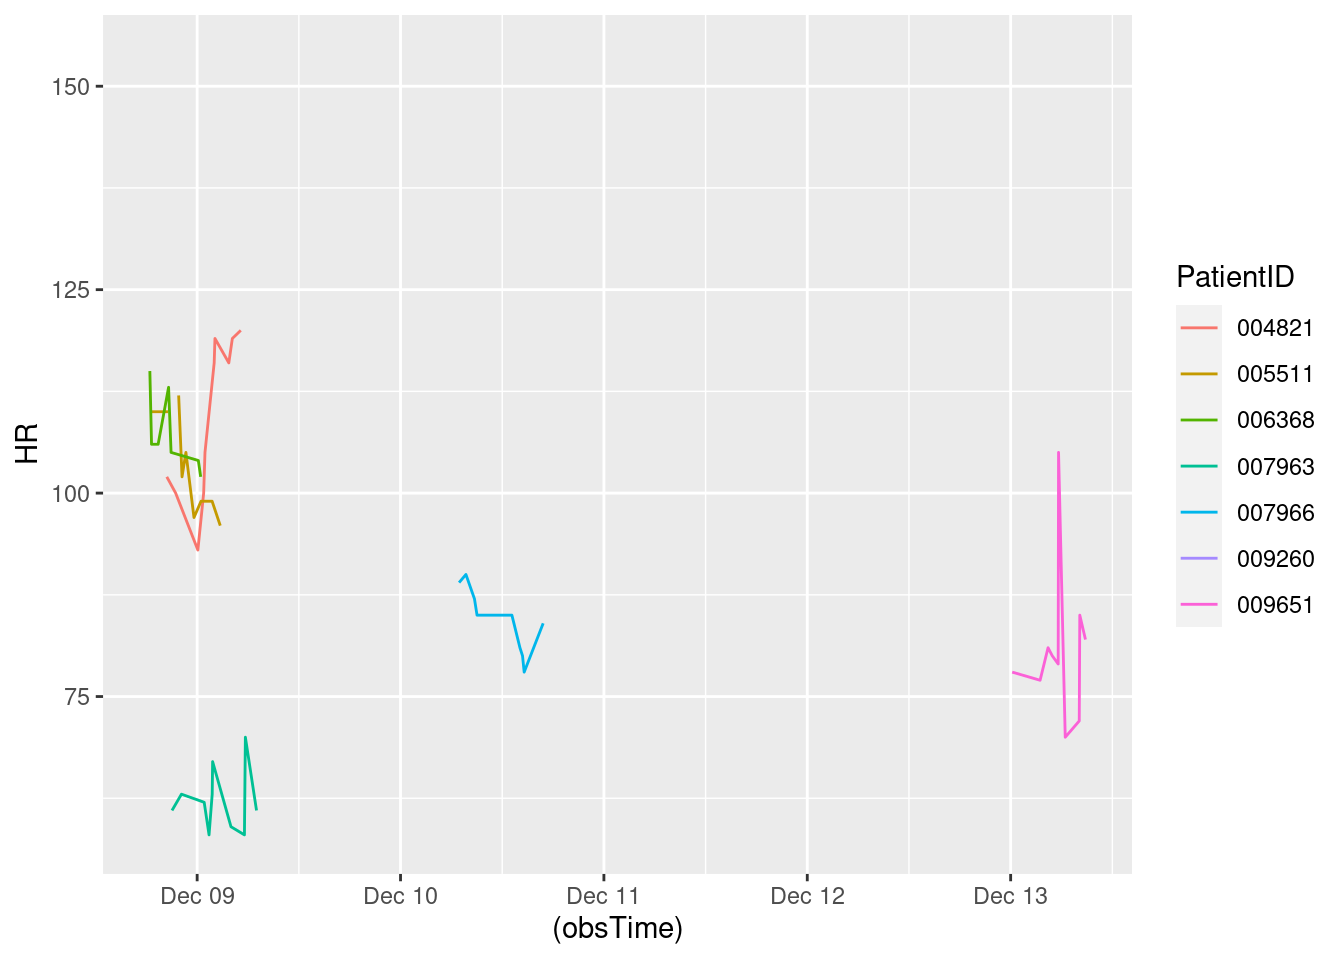 150
125
100
75
HR
Dec 09
Dec 10
Dec 11
Dec 12
Dec 13
(obsTime)
PatientID
004821
005511
006368
007963
007966
009260
009651